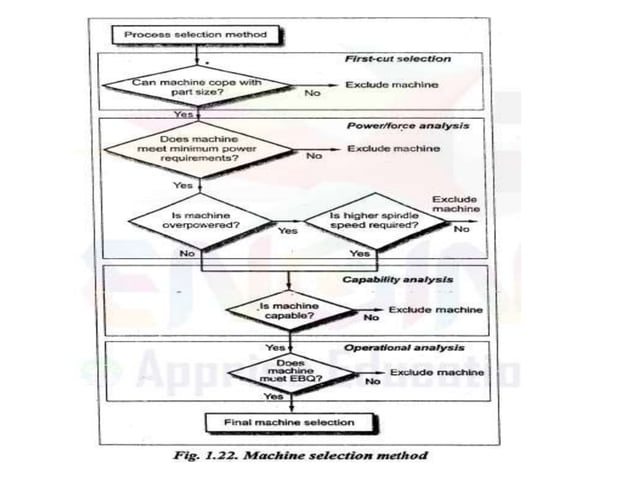 Process selection method
First-cut selection
Can machine cope with
part size?
No
Exclude machine
Yes
Power/force analysis
Does machine
meet minimum power
requirements?
No
Exclude machine
Yes
Is machine
overpowered?
Yes
Is higher spindle
speed required?
Exclude
machine
No
No
Yes
Capability analysis
Is machine
capable?
No
Exclude machine
Yes
Operational analysis
Does
machine
meet EBQ?
No
Exclude machine
Yes
Final machine selection
Fig. 1.22. Machine selection method